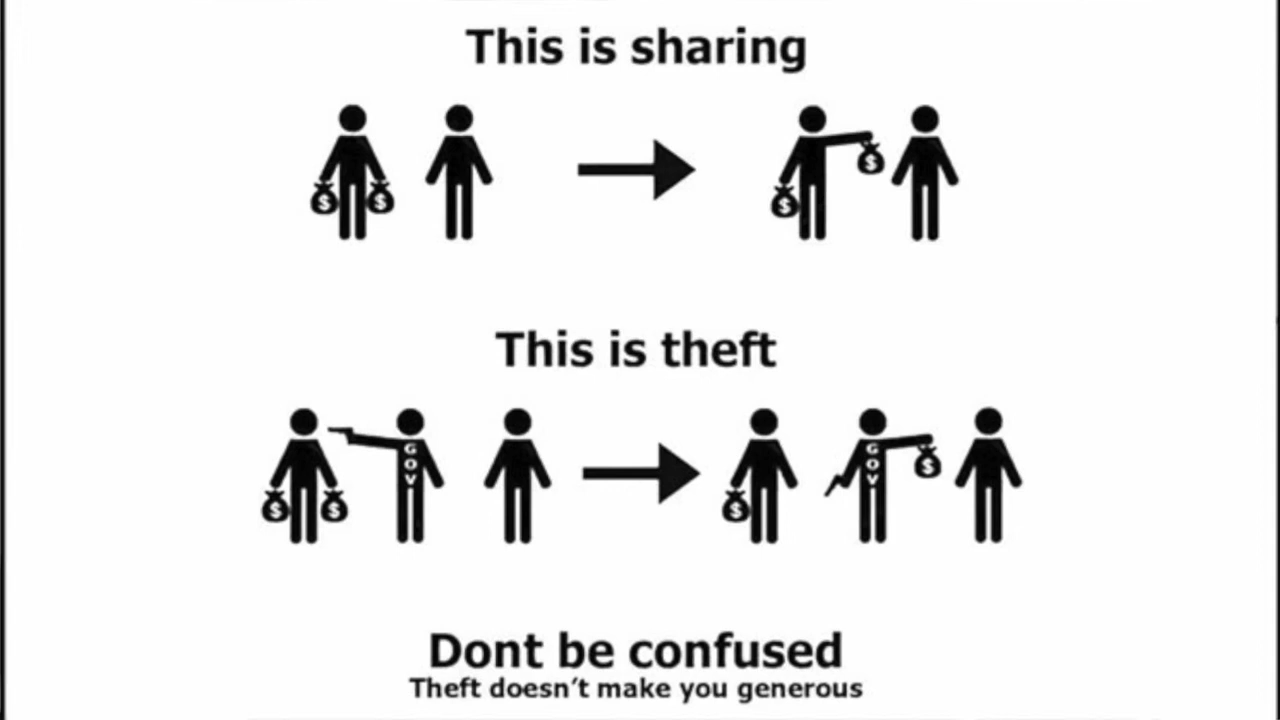 This is sharing
$ $ $ $
This is theft
GOV GOV
$ $ $ $
Dont be confused
Theft doesn't make you generous